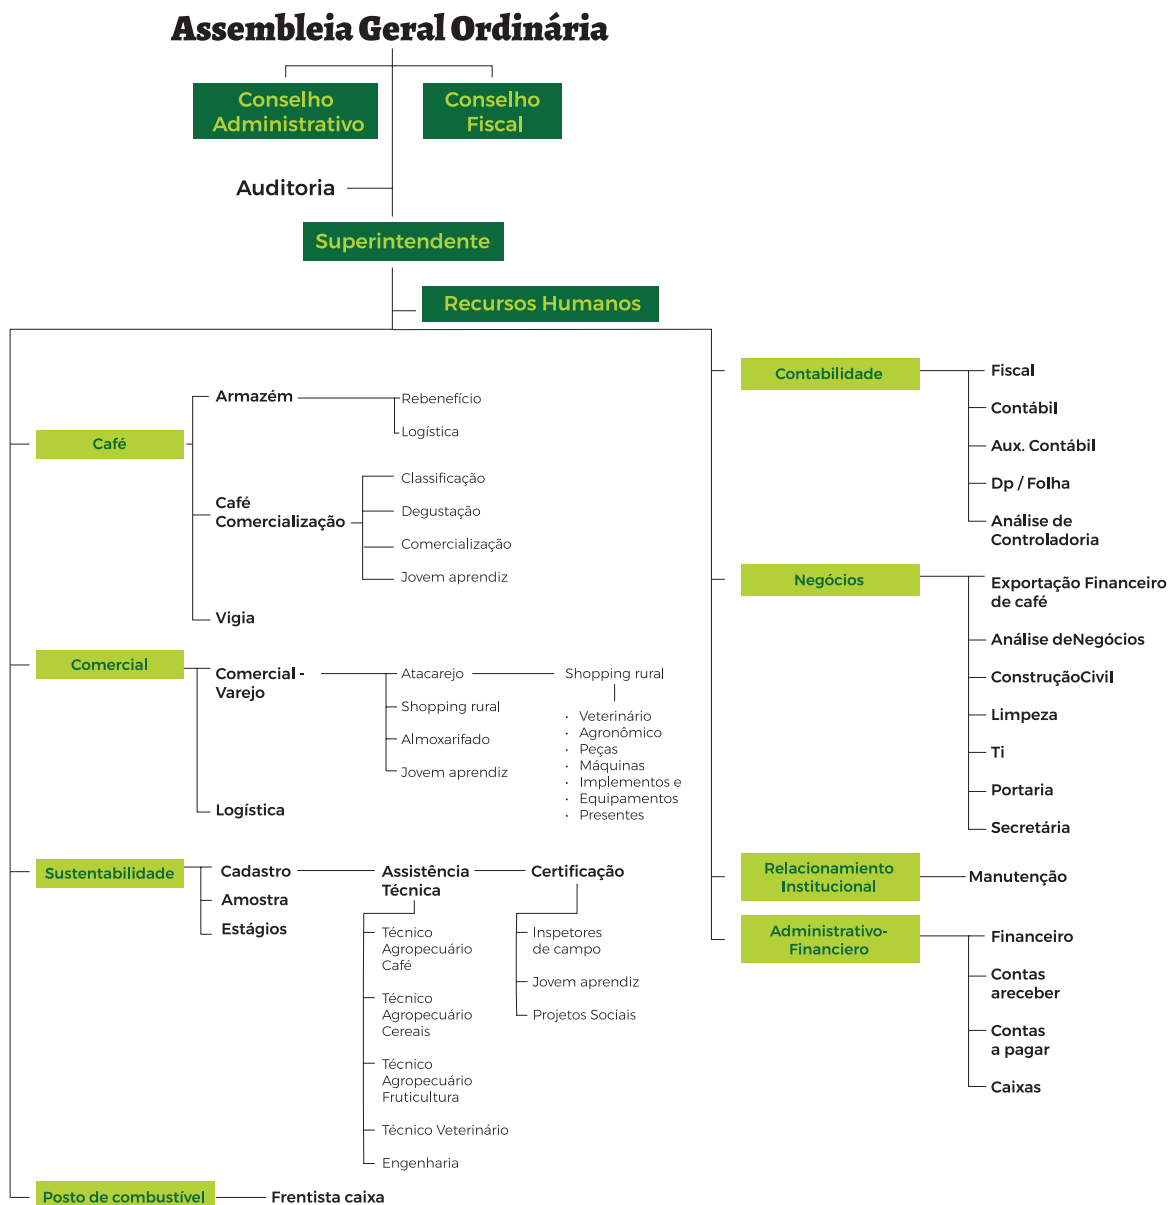 Assembleia Geral Ordinária
Conselho
Administrativo
Conselho
Fiscal
Auditoria
Superintendente
Recursos Humanos
Café
Armazém
Rebenefício
Logística
Café
Comercialização
Classificação
Degustação
Comercialização
Jovem aprendiz
Vigia
Comercial
Comercial -
Varejo
Atacarejo
Shopping rural
Almoxarifado
Jovem aprendiz
Shopping rural
• Veterinário
• Agronômico
• Peças
• Máquinas
• Implementos e
• Equipamentos
• Presentes
Logística
Sustentabilidade
Cadastro
Amostra
Estágios
Assistência
Técnica
Técnico
Agropecuário
Café
Técnico
Agropecuário
Cereais
Técnico
Agropecuário
Fruticultura
Técnico Veterinário
Engenharia
Certificação
Inspetores
de campo
Jovem aprendiz
Projetos Sociais
Posto de combustível
Frentista caixa
Contabilidade
Fiscal
Contábil
Aux. Contábil
Dp / Folha
Análise de
Controladoria
Negócios
Exportação Financeiro
de café
Análise deNegócios
ConstruçãoCivil
Limpeza
Ti
Portaria
Secretária
Relacionamento
Institucional
Manutenção
Administrativo-
Financiero
Financeiro
Contas
areceber
Contas
a pagar
Caixas